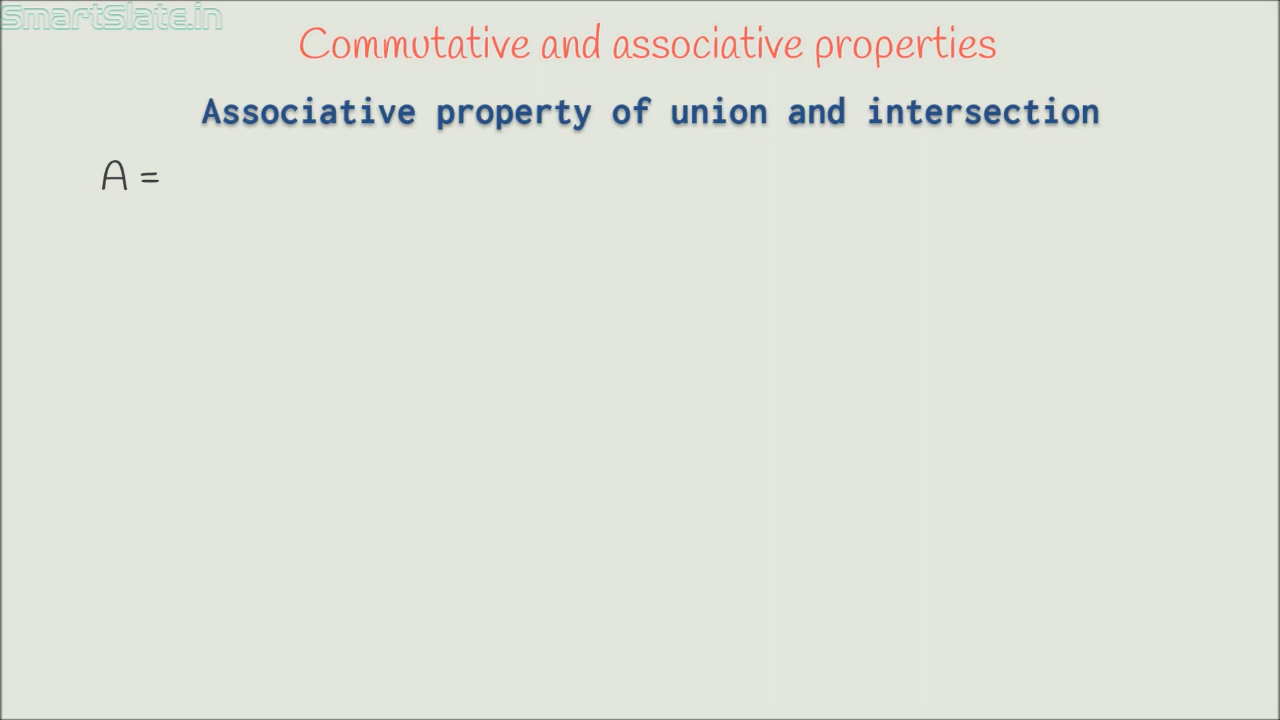 SmartSlate.in
Commutative and associative properties
Associative property of union and intersection
A =